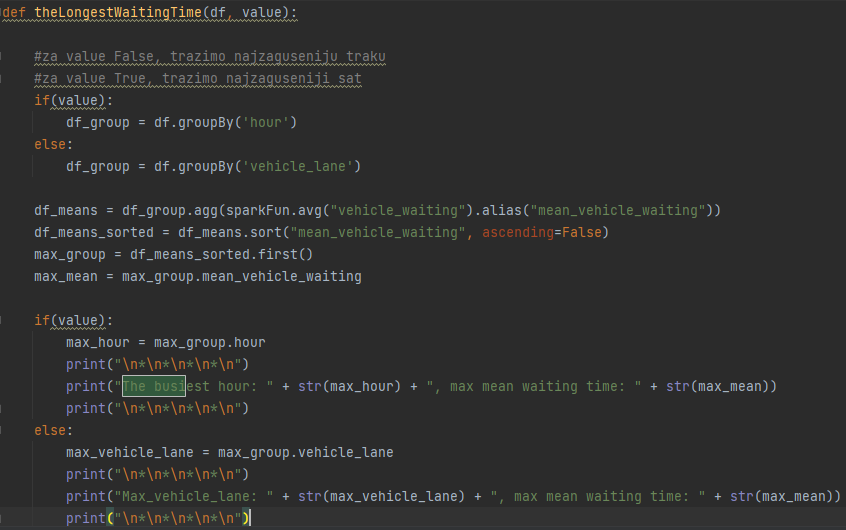 def theLongestWaitingTime(df, value):
#za value False, trazimo najzaguseniju traku
#za value True, trazimo najzaguseniji sat
if(value):
df_group = df.groupBy('hour')
else:
df_group = df.groupBy('vehicle_lane')
df_means = df_group.agg(sparkFun.avg("vehicle_waiting").alias("mean_vehicle_waiting"))
df_means_sorted = df_means.sort("mean_vehicle_waiting", ascending=False)
max_group = df_means_sorted.first()
max_mean = max_group.mean_vehicle_waiting
if(value):
max_hour = max_group.hour
print("\n*\n*\n*\n*\n")
print("The busiest hour: " + str(max_hour) + ", max mean waiting time: " + str(max_mean))
print("\n*\n*\n*\n*\n")
else:
max_vehicle_lane = max_group.vehicle_lane
print("\n*\n*\n*\n*\n")
print("Max_vehicle_lane: " + str(max_vehicle_lane) + ", max mean waiting time: " + str(max_mean))
print("\n*\n*\n*\n*\n")